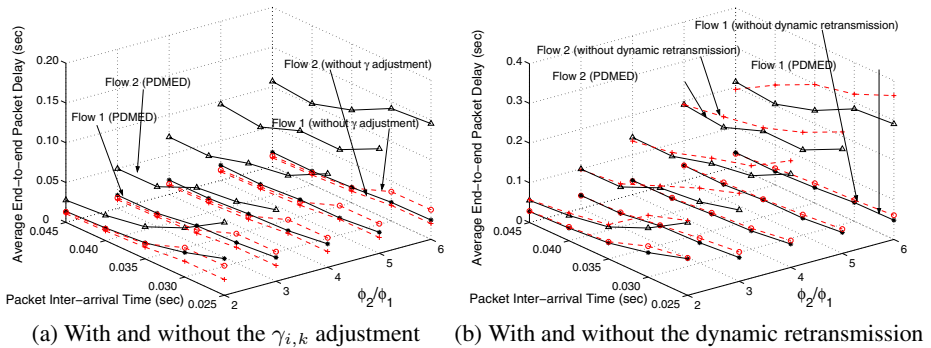 Average End-to-end Packet Delay (sec)
0.20
0.15
0.10
0.05
0
0.045
0.040
0.035
0.030
0.025
Packet Inter-arrival Time (sec)
2
3
4
5
6
ϕ2/ϕ1
Flow 2 (without γ adjustment)
Flow 2 (PDMED)
Flow 1 (PDMED)
Flow 1 (without γ adjustment)
(a) With and without the γi,k adjustment
Average End-to-end Packet Delay (sec)
0.4
0.3
0.2
0.1
0
0.045
0.040
0.035
0.030
0.025
Packet Inter-arrival Time (sec)
2
3
4
5
6
ϕ2/ϕ1
Flow 1 (without dynamic retransmission)
Flow 2 (without dynamic retransmission)
Flow 1 (PDMED)
Flow 2 (PDMED)
(b) With and without the dynamic retransmission